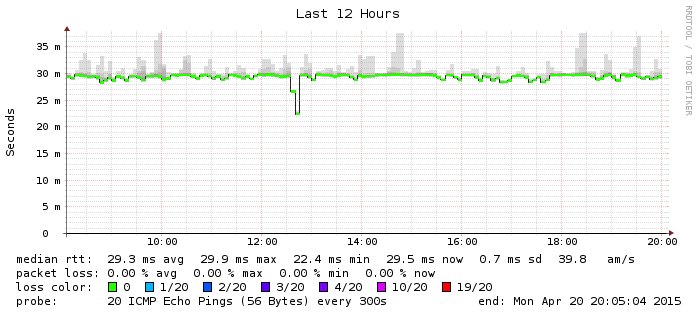 Last 12 Hours
RRDTOOL / TOBI OETIKER
Seconds
35 m
30 m
25 m
20 m
15 m
10 m
5 m
0
10:00 12:00 14:00 16:00 18:00 20:00
median rtt: 29.3 ms avg 29.9 ms max 22.4 ms min 29.5 ms now 0.7 ms sd 39.8 am/s
packet loss: 0.00 % avg 0.00 % max 0.00 % min 0.00 % now
loss color: 0 1/20 2/20 3/20 4/20 10/20 19/20
probe: 20 ICMP Echo Pings (56 Bytes) every 300s end: Mon Apr 20 20:05:04 2015